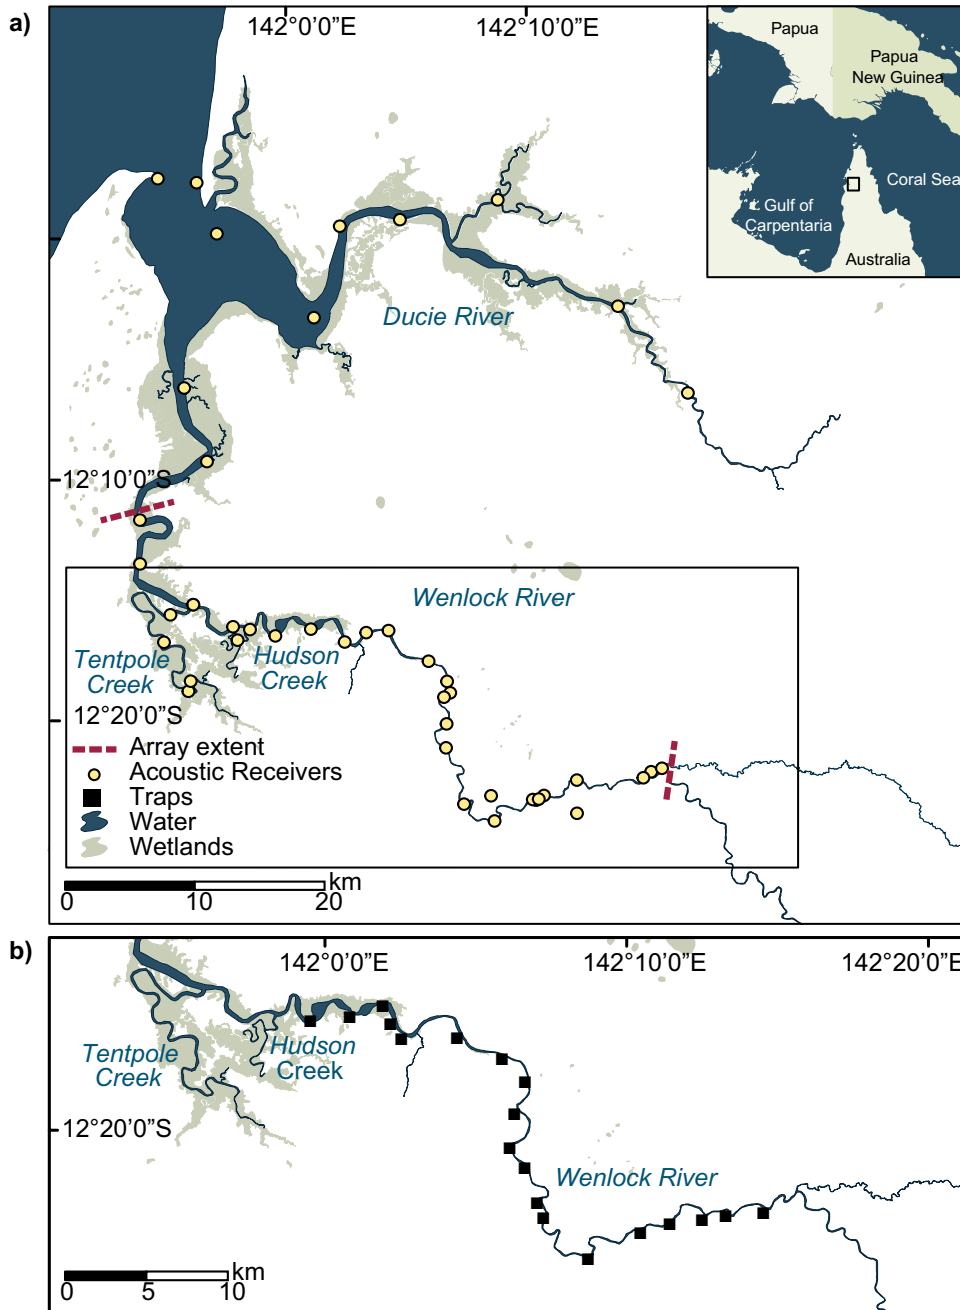 a)
142°0'0"E
142°10'0"E
Papua
Papua
New Guinea
Coral Sea
Gulf of
Carpentaria
Australia
Ducie River
12°10'0"S
Wenlock River
Tentpole
Creek
Hudson
Creek
12°20'0"S
Array extent
Acoustic Receivers
Traps
Water
Wetlands
km
0
10
20
b)
142°0'0"E
142°10'0"E
142°20'0"E
Tentpole
Creek
Hudson
Creek
12°20'0"S
Wenlock River
km
0
5
10